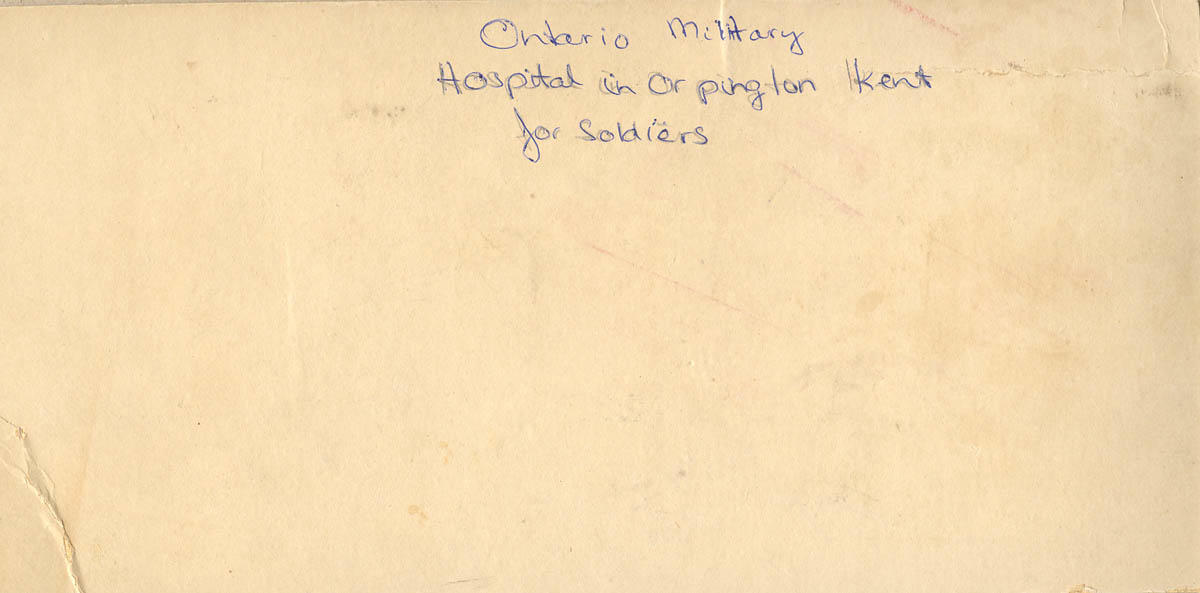 Ontario Military
Hospital in Orpington Kent
for Soldiers